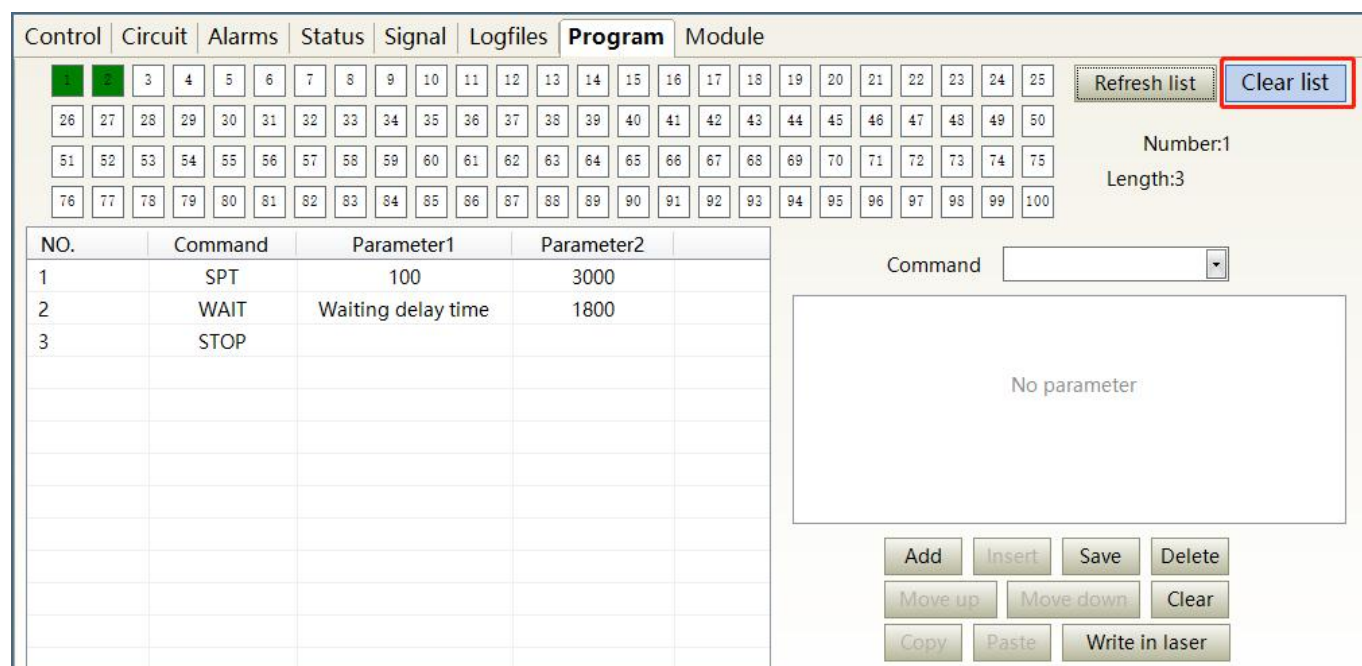 Control Circuit Alarms Status Signal Logfiles Program Module
1 2 3 4 5 6 7 8 9 10 11 12 13 14 15 16 17 18 19 20 21 22 23 24 25 Refresh list Clear list
26 27 28 29 30 31 32 33 34 35 36 37 38 39 40 41 42 43 44 45 46 47 48 49 50
Number:1
51 52 53 54 55 56 57 58 59 60 61 62 63 64 65 66 67 68 69 70 71 72 73 74 75
Length:3
76 77 78 79 80 81 82 83 84 85 86 87 88 89 90 91 92 93 94 95 96 97 98 99 100
NO. Command Parameter1 Parameter2
1 SPT 100 3000
2 WAIT Waiting delay time 1800
3 STOP
Command
No parameter
Add Insert Save Delete
Move up Move down Clear
Copy Paste Write in laser